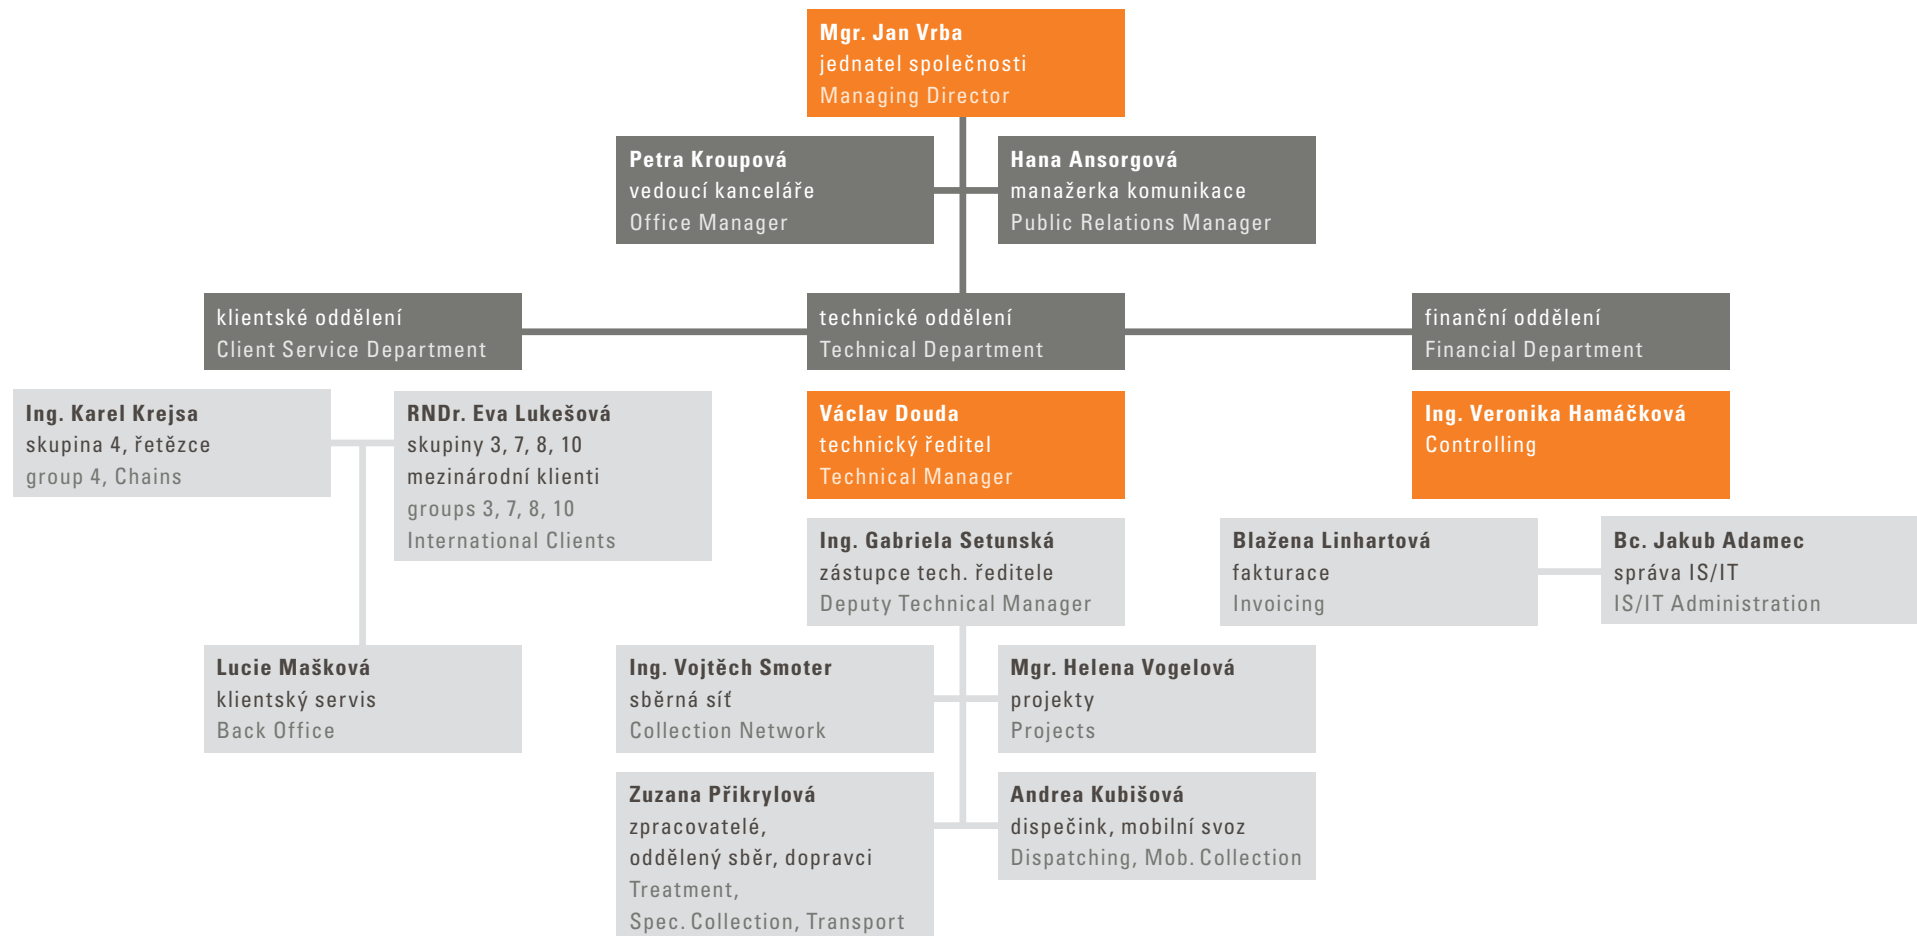 Mgr. Jan Vrba
jednatel společnosti
Managing Director
Petra Kroupová
vedoucí kanceláře
Office Manager
Hana Ansorgová
manažerka komunikace
Public Relations Manager
klientské oddělení
Client Service Department
technické oddělení
Technical Department
finanční oddělení
Financial Department
Ing. Karel Krejsa
skupina 4, řetězce
group 4, Chains
RNDr. Eva Lukešová
skupiny 3, 7, 8, 10
mezinárodní klienti
groups 3, 7, 8, 10
International Clients
Václav Douda
technický ředitel
Technical Manager
Ing. Veronika Hamáčková
Controlling
Ing. Gabriela Setunská
zástupce tech. ředitele
Deputy Technical Manager
Blažena Linhartová
fakturace
Invoicing
Bc. Jakub Adamec
správa IS/IT
IS/IT Administration
Lucie Mašková
klientský servis
Back Office
Ing. Vojtěch Smoter
sběrná síť
Collection Network
Mgr. Helena Vogelová
projekty
Projects
Zuzana Přikrylová
zpracovatelé,
oddělený sběr, dopravci
Treatment,
Spec. Collection, Transport
Andrea Kubišová
dispečink, mobilní svoz
Dispatching, Mob. Collection